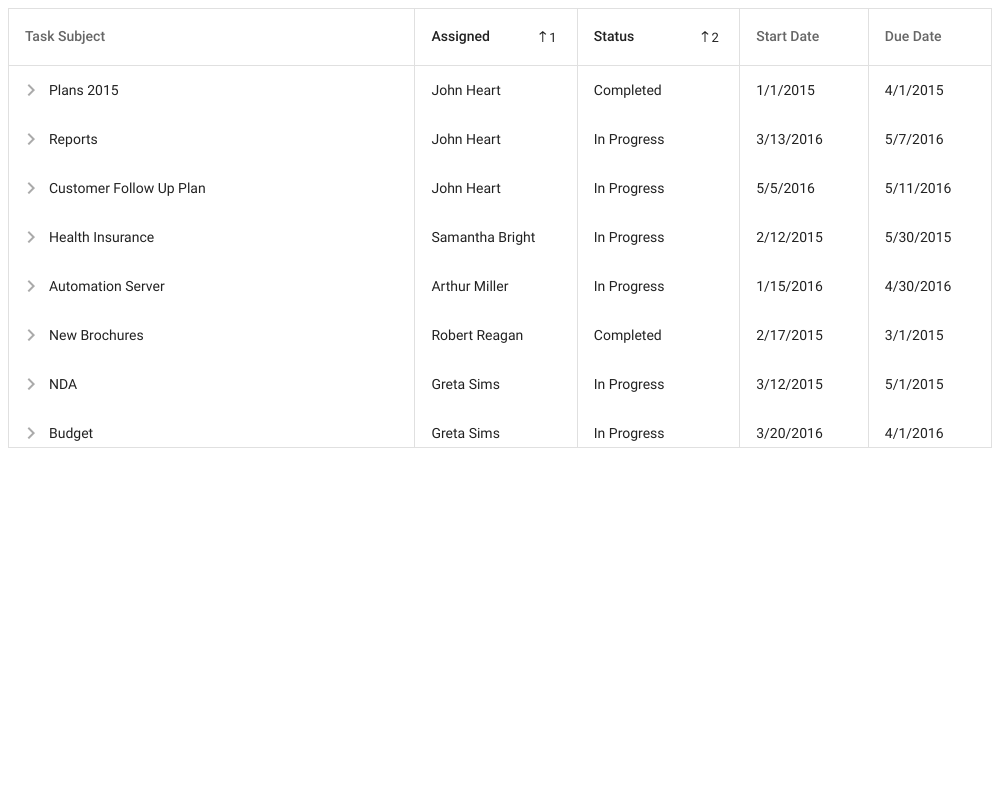 Task Subject Assigned ↑1 Status ↑2 Start Date Due Date
Plans 2015 John Heart Completed 1/1/2015 4/1/2015
Reports John Heart In Progress 3/13/2016 5/7/2016
Customer Follow Up Plan John Heart In Progress 5/5/2016 5/11/2016
Health Insurance Samantha Bright In Progress 2/12/2015 5/30/2015
Automation Server Arthur Miller In Progress 1/15/2016 4/30/2016
New Brochures Robert Reagan Completed 2/17/2015 3/1/2015
NDA Greta Sims In Progress 3/12/2015 5/1/2015
Budget Greta Sims In Progress 3/20/2016 4/1/2016